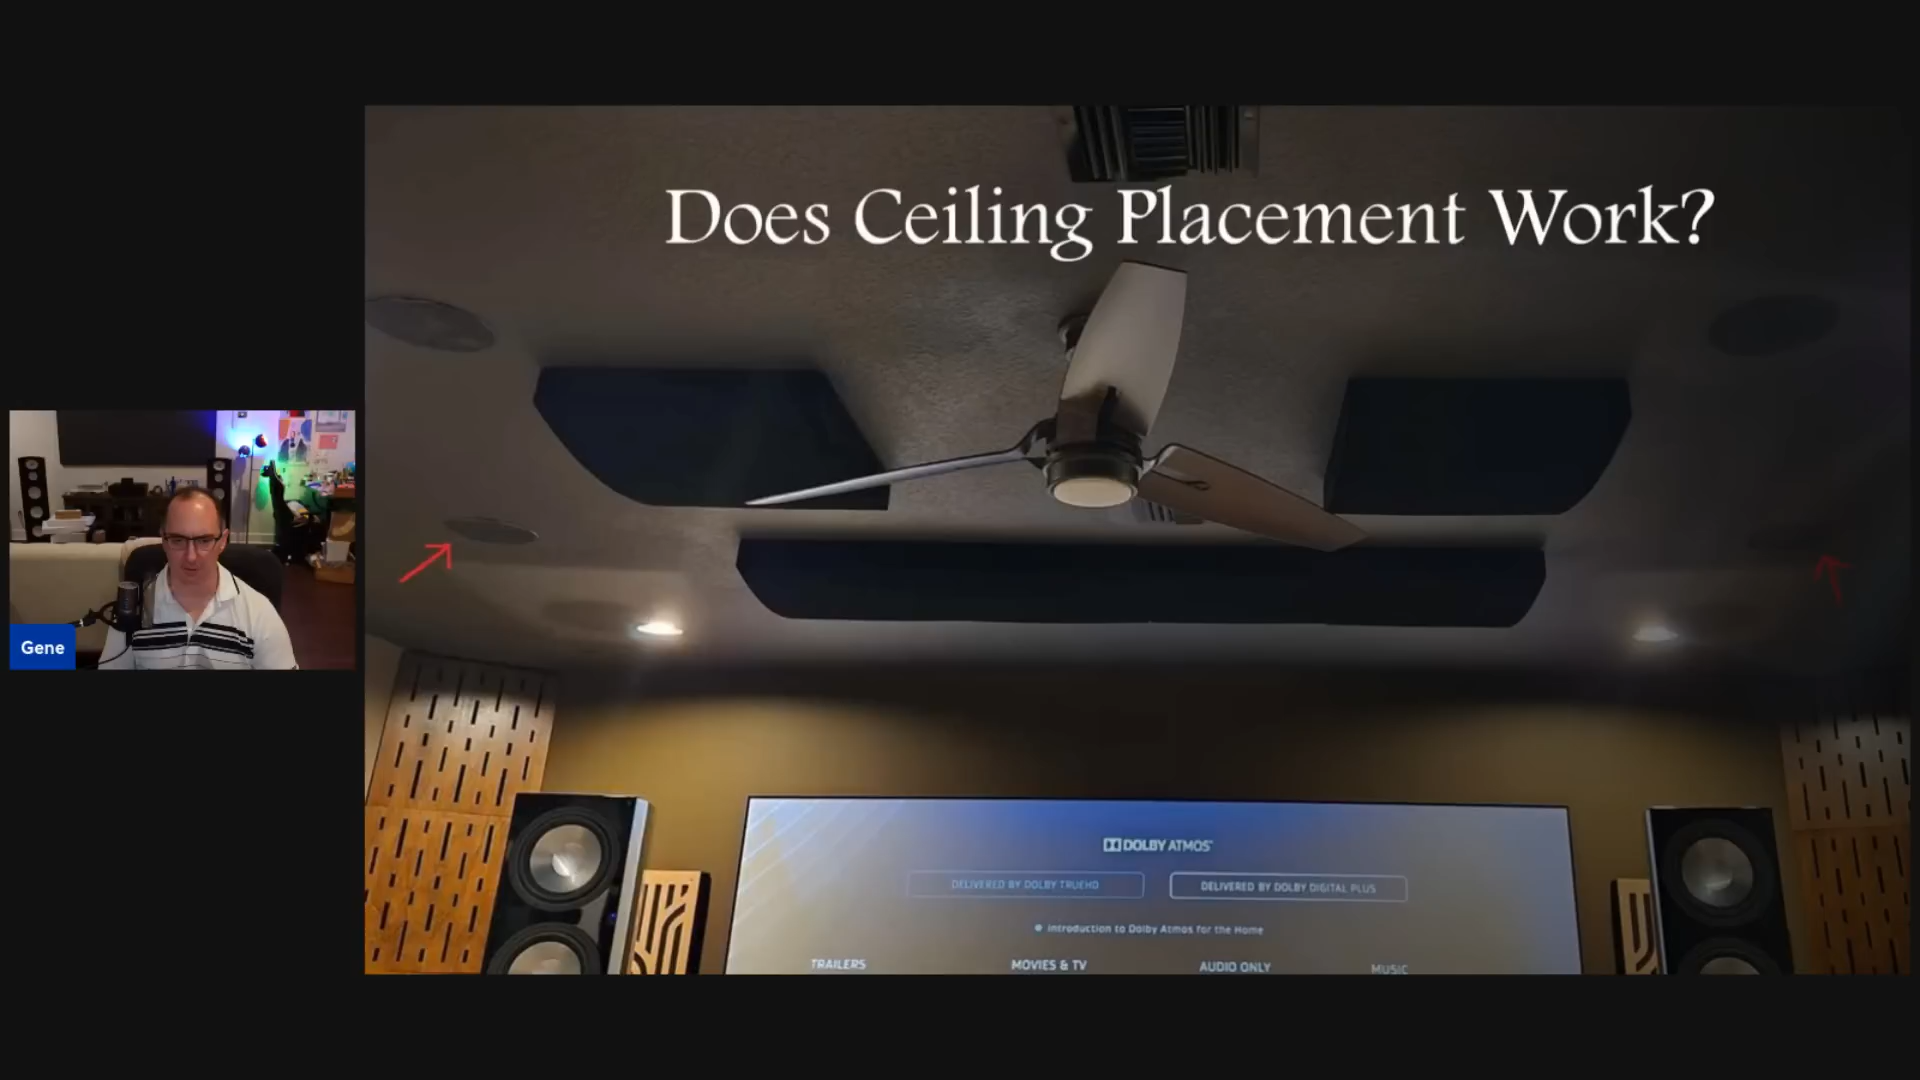 Does Ceiling Placement Work?
Gene
DOLBY ATMOS
DELIVERED BY DOLBY TRUEHD
DELIVERED BY DOLBY DIGITAL PLUS
Introduction to Dolby Atmos for the Home
TRAILERS
MOVIES & TV
AUDIO ONLY
MUSIC